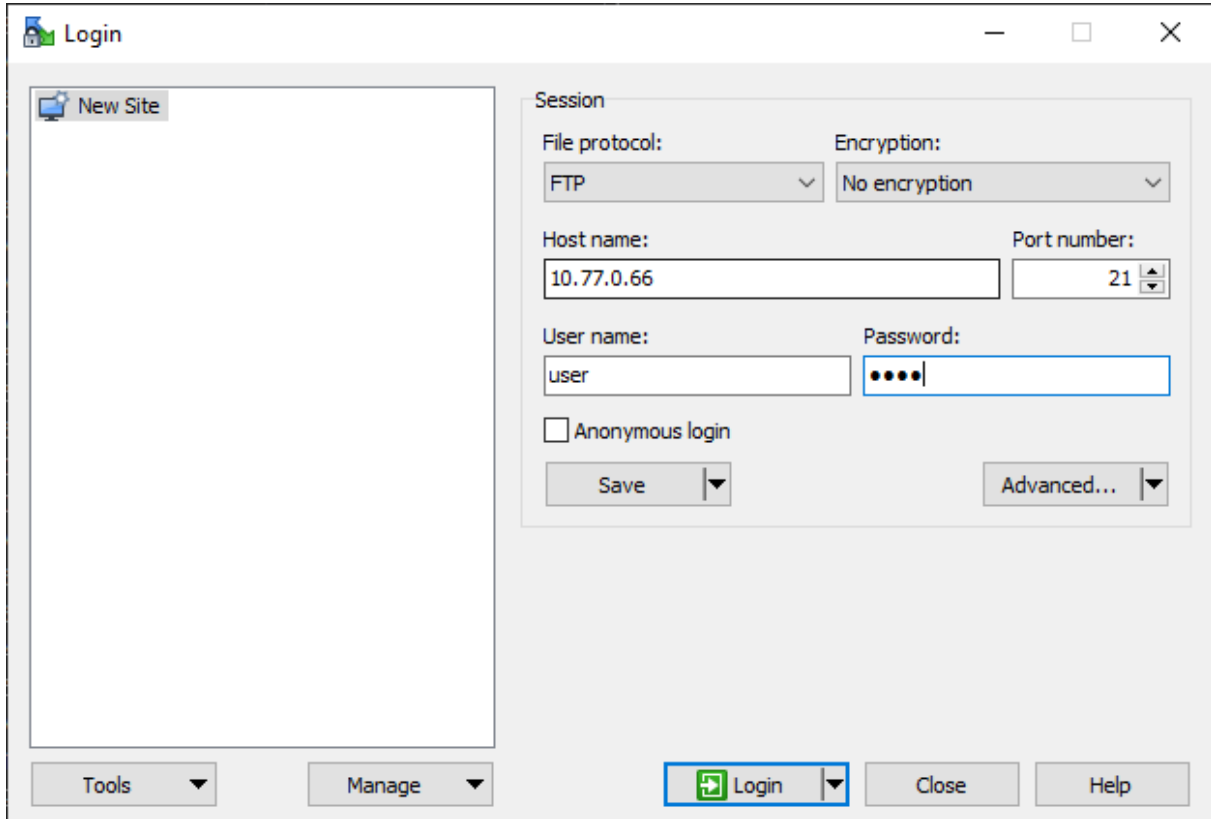 Login
New Site
Session
File protocol: Encryption:
FTP No encryption
Host name: Port number:
10.77.0.66 21
User name: Password:
user ••••
Anonymous login
Save Advanced...
Tools Manage Login Close Help